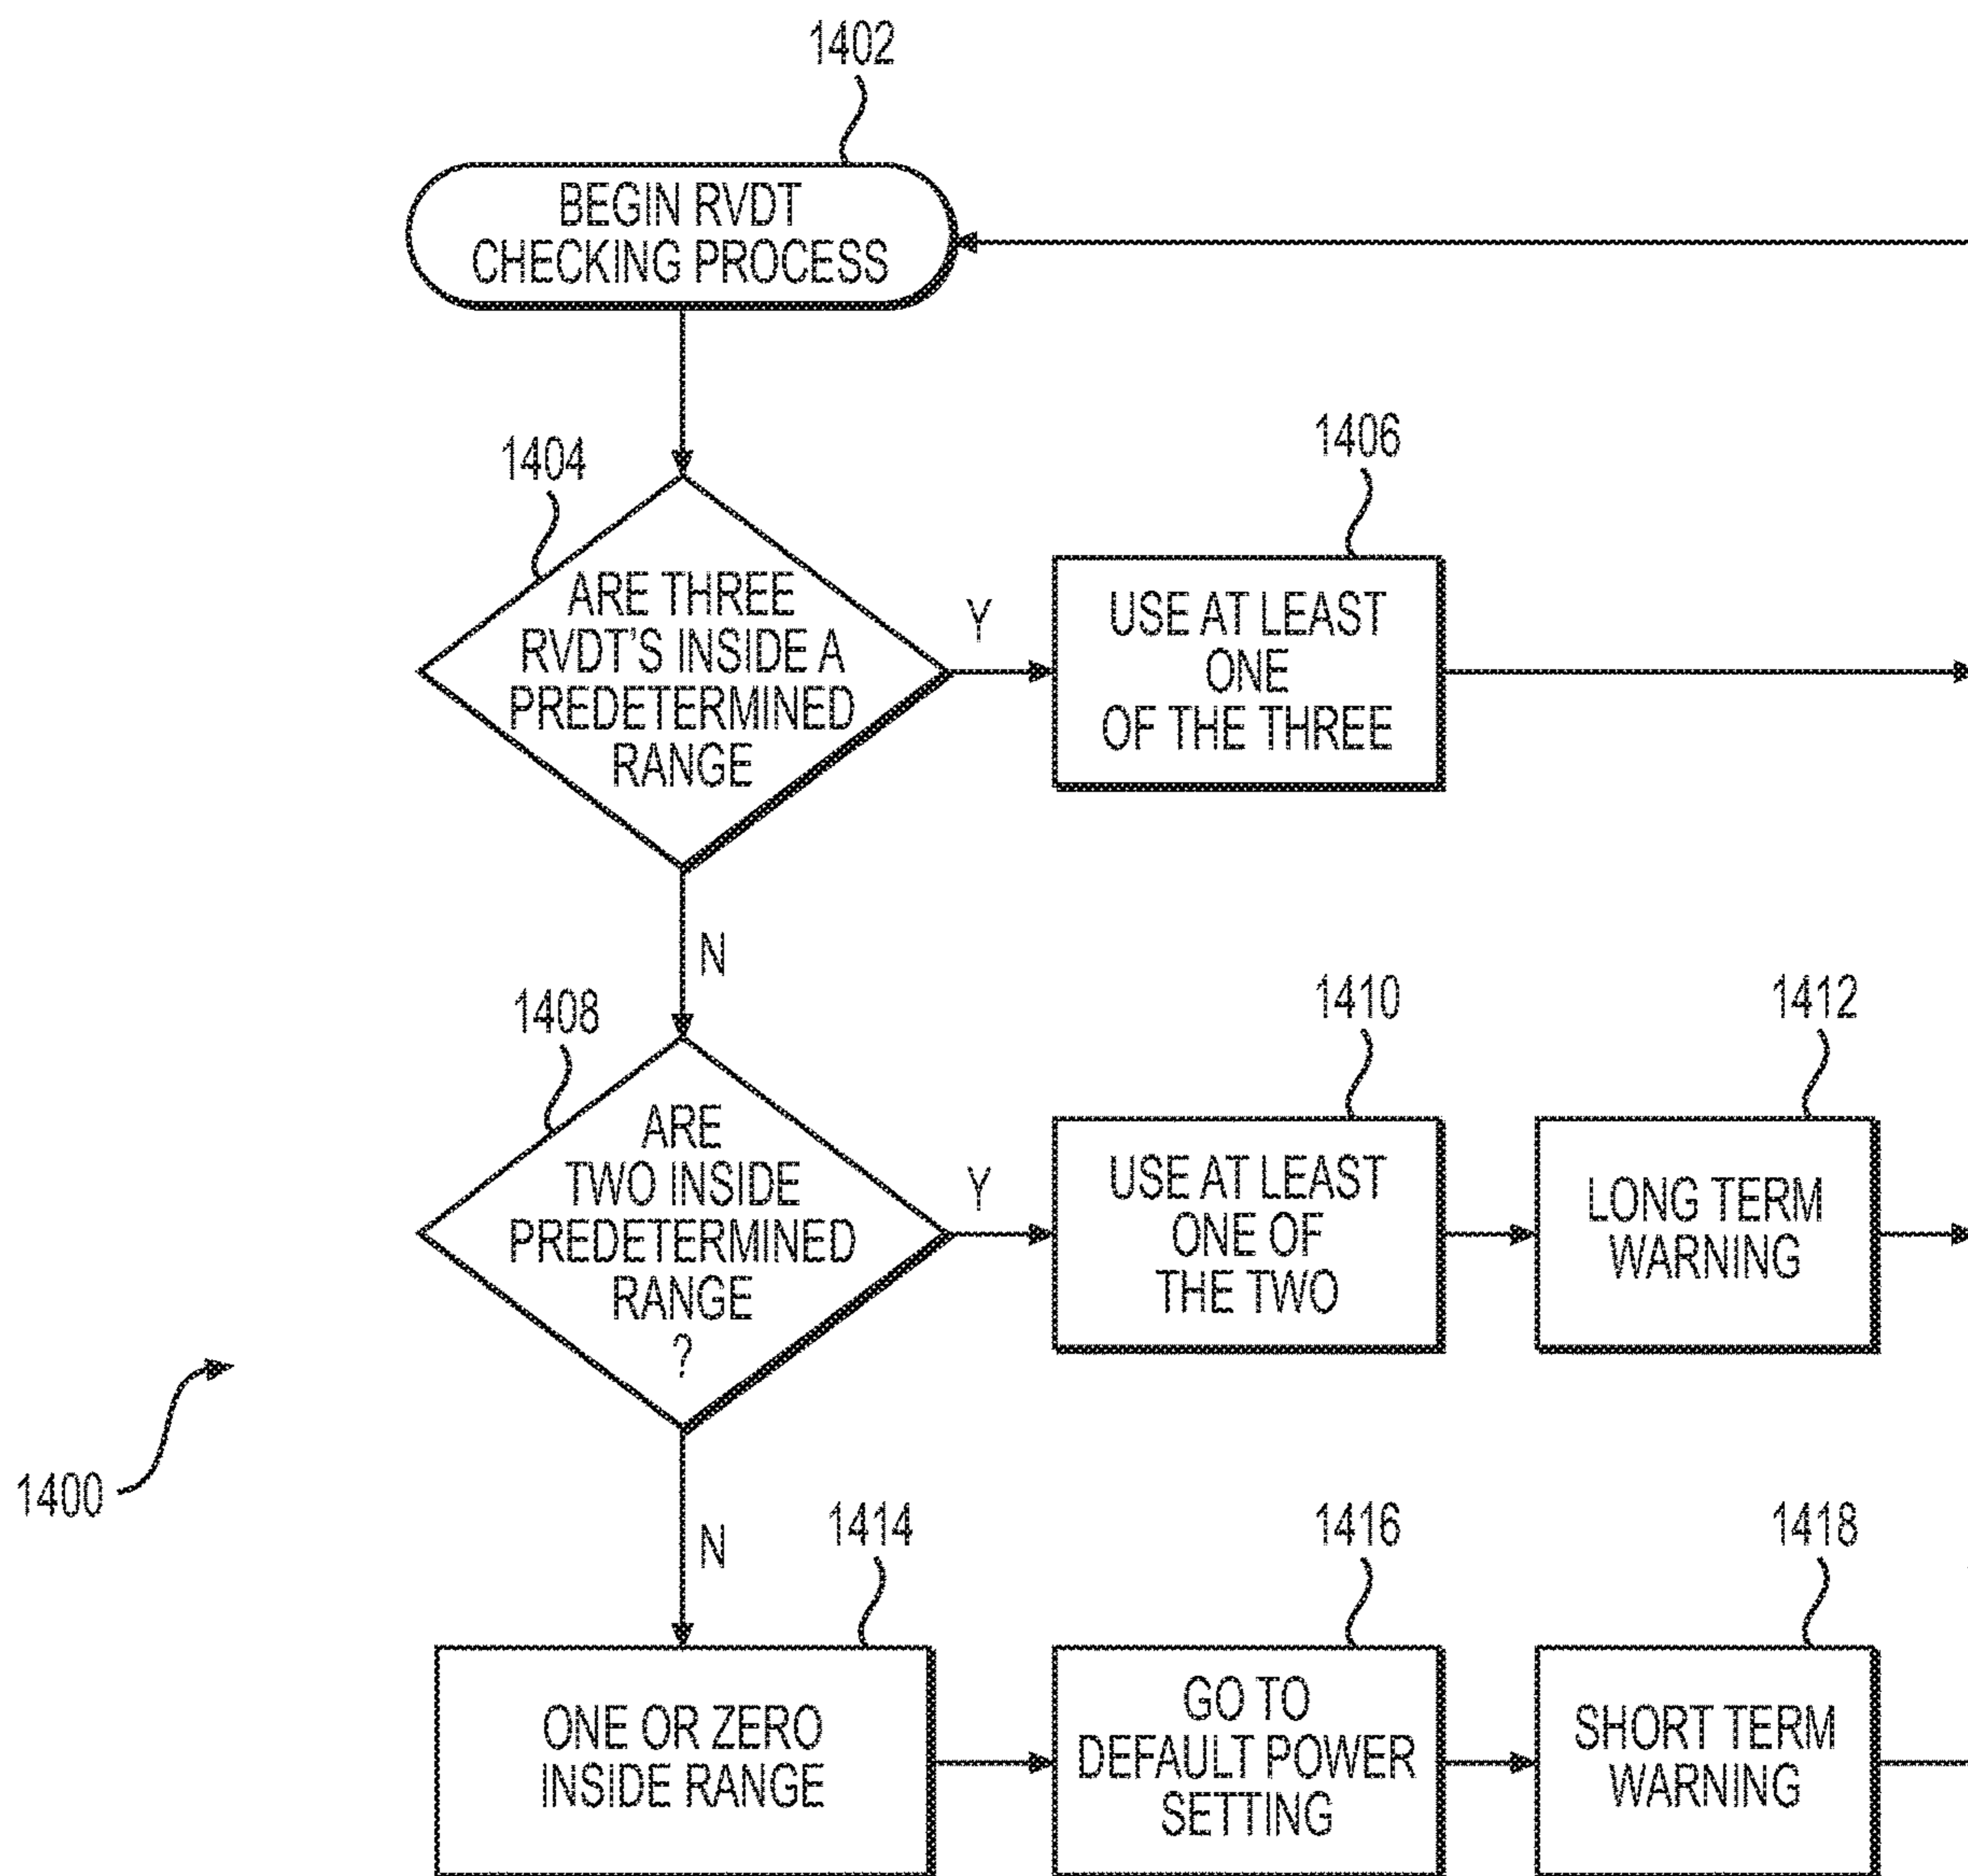 1402
BEGIN RVDT
CHECKING PROCESS
1404
ARE THREE
RVDT'S INSIDE A
PREDETERMINED
RANGE
Y
1406
USE AT LEAST
ONE
OF THE THREE
N
1408
ARE
TWO INSIDE
PREDETERMINED
RANGE
?
Y
1410
USE AT LEAST
ONE OF
THE TWO
1412
LONG TERM
WARNING
1400
N
1414
ONE OR ZERO
INSIDE RANGE
1416
GO TO
DEFAULT POWER
SETTING
1418
SHORT TERM
WARNING